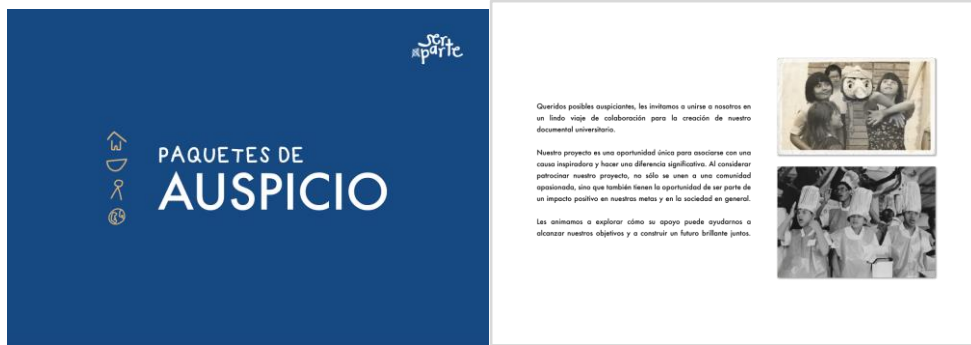 ser
parte
PAQUETES DE
AUSPICIO
Queridos posibles auspiciantes, les invitamos a unirse a nosotros en
un lindo viaje de colaboración para la creación de nuestro
documental universitario.
Nuestro proyecto es una oportunidad única para asociarse con una
causa inspiradora y hacer una diferencia significativa. Al considerar
patrocinar nuestro proyecto, no sólo se unen a una comunidad
apasionada, sino que también tienen la oportunidad de ser parte de
un impacto positivo en nuestras metas y en la sociedad en general.
Les animamos a explorar cómo su apoyo puede ayudarnos a
alcanzar nuestros objetivos y a construir un futuro brillante juntos.